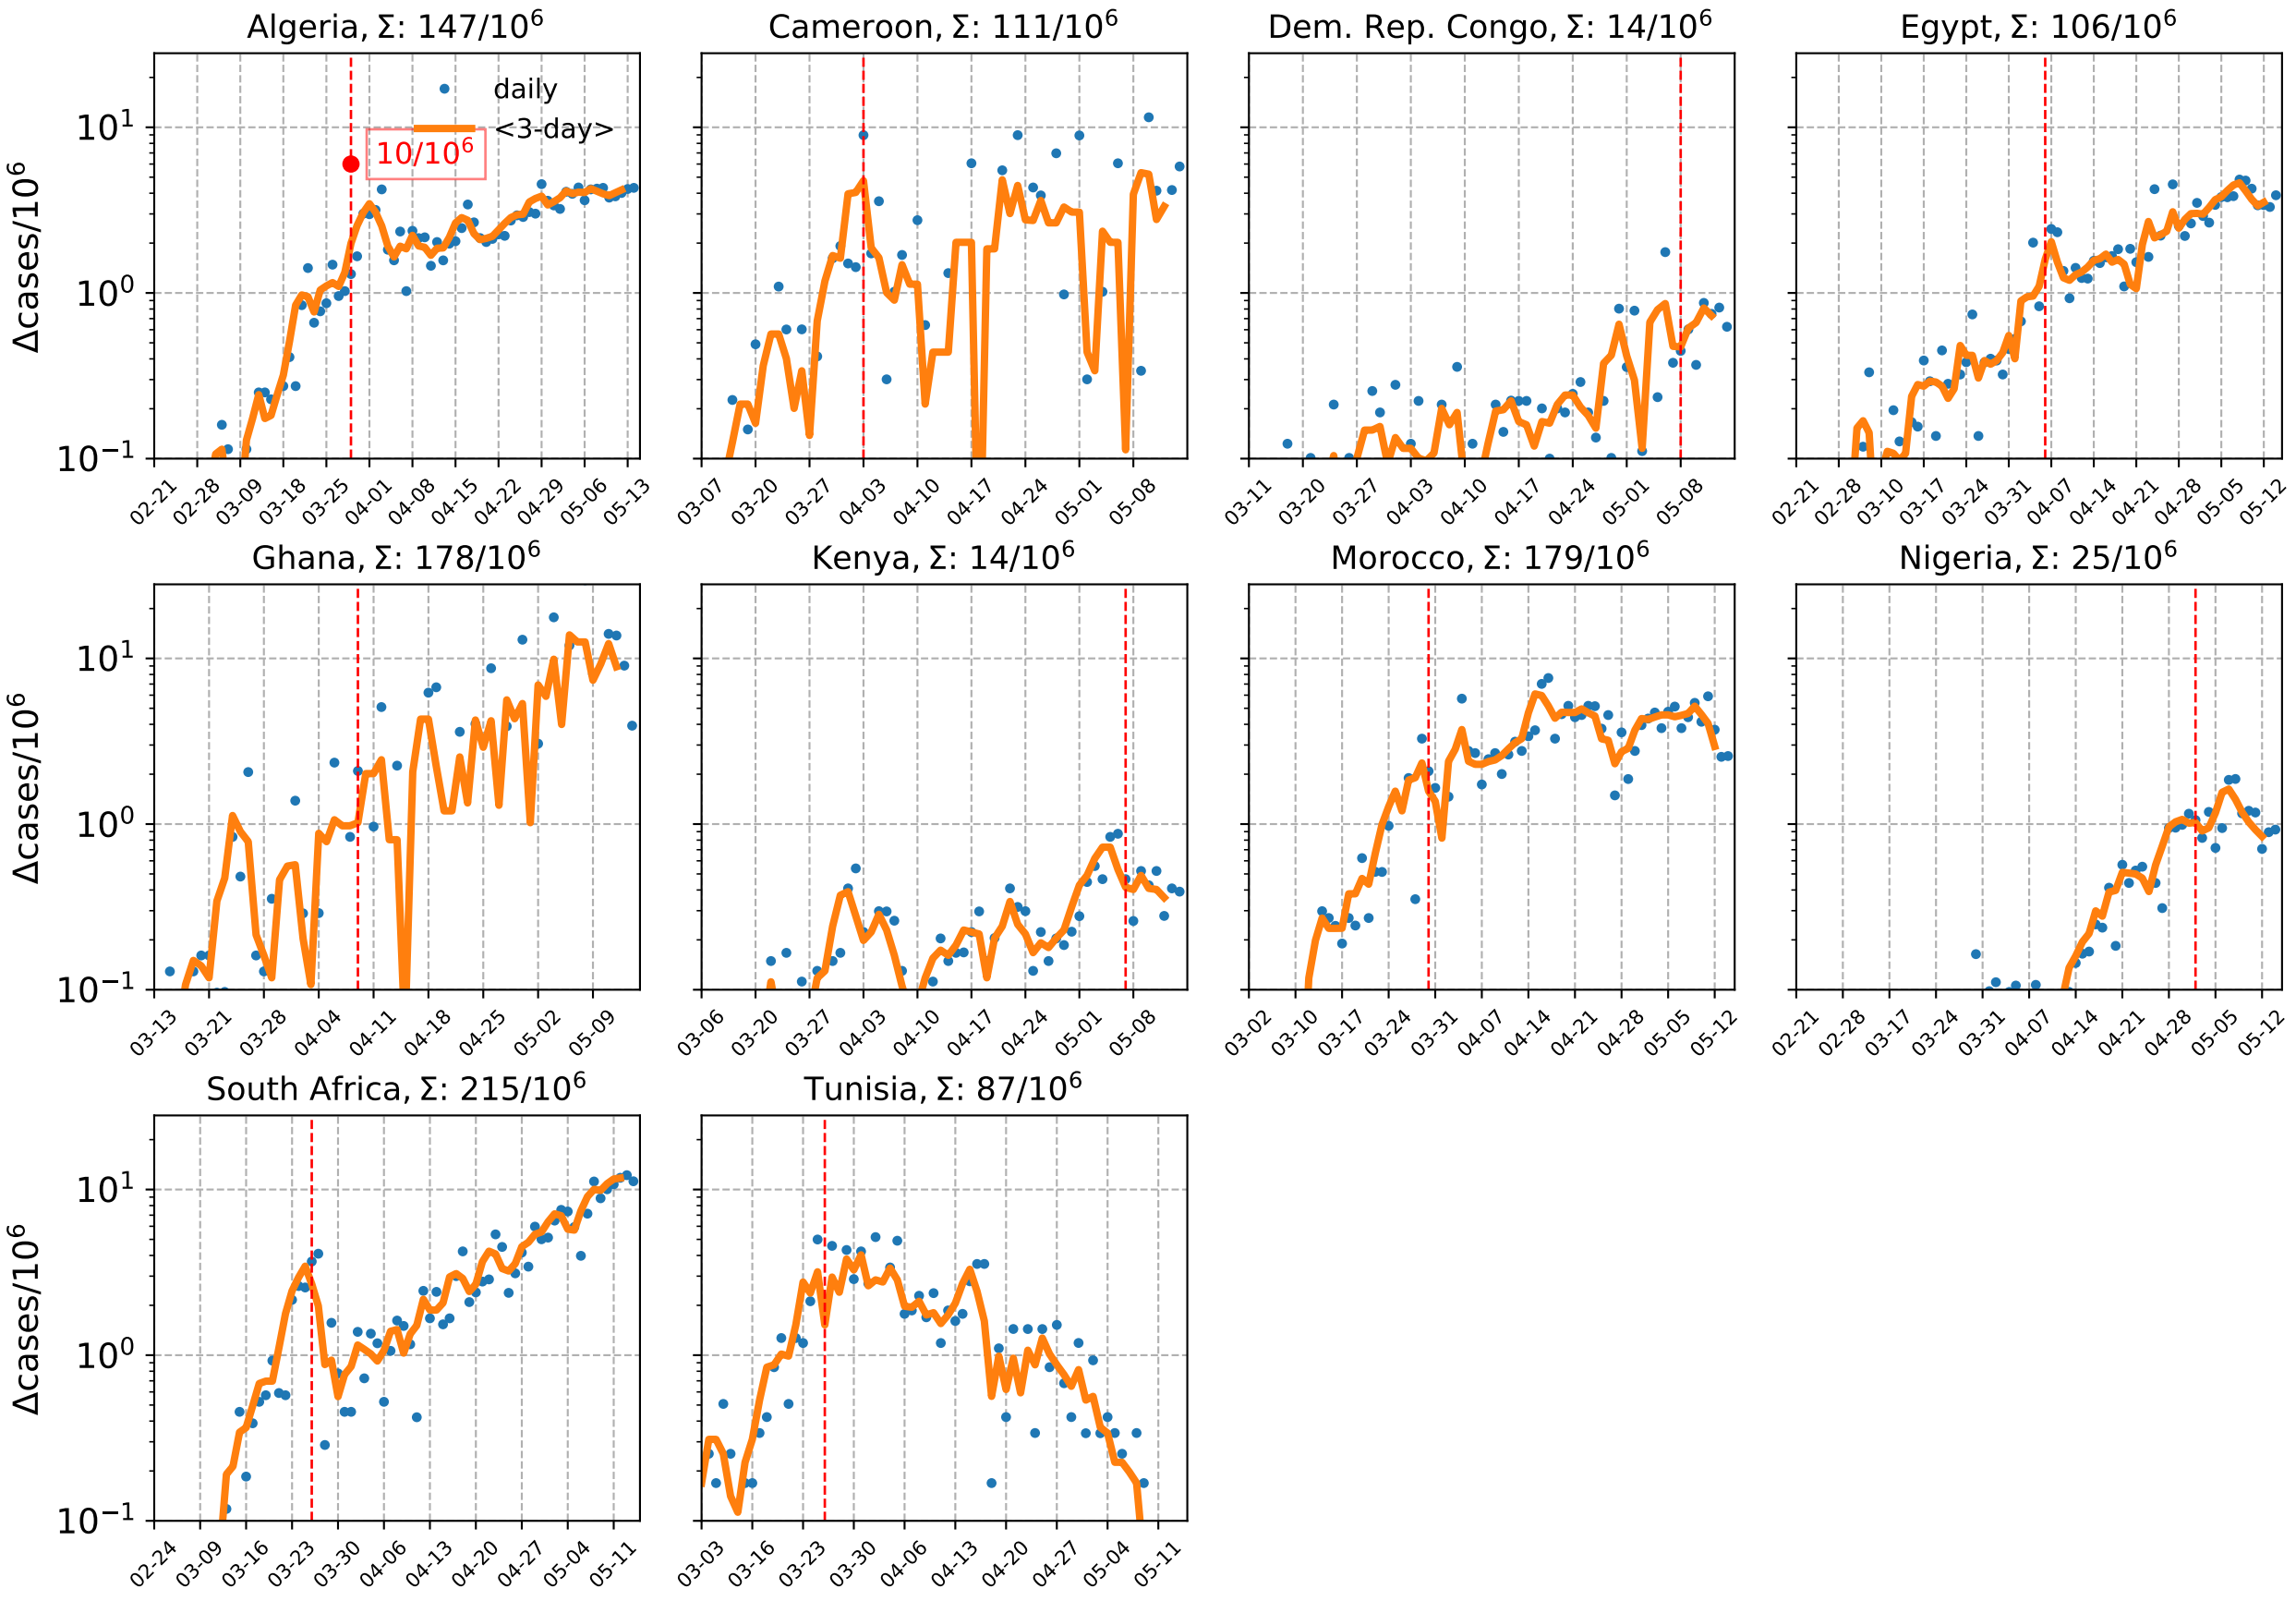 Algeria, Σ: 147/10⁶
Δcases/10⁶
10¹
10⁰
10⁻¹
daily
<3-day>
10/10⁶
02-21 02-28 03-09 03-18 03-25 04-01 04-08 04-15 04-22 04-29 05-06 05-13
Cameroon, Σ: 111/10⁶
03-07 03-20 03-27 04-03 04-10 04-17 04-24 05-01 05-08
Dem. Rep. Congo, Σ: 14/10⁶
03-11 03-20 03-27 04-03 04-10 04-17 04-24 05-01 05-08
Egypt, Σ: 106/10⁶
02-21 02-28 03-10 03-17 03-24 03-31 04-07 04-14 04-21 04-28 05-05 05-12
Ghana, Σ: 178/10⁶
Δcases/10⁶
10¹
10⁰
10⁻¹
03-13 03-21 03-28 04-04 04-11 04-18 04-25 05-02 05-09
Kenya, Σ: 14/10⁶
03-06 03-20 03-27 04-03 04-10 04-17 04-24 05-01 05-08
Morocco, Σ: 179/10⁶
03-02 03-10 03-17 03-24 03-31 04-07 04-14 04-21 04-28 05-05 05-12
Nigeria, Σ: 25/10⁶
02-21 02-28 03-17 03-24 03-31 04-07 04-14 04-21 04-28 05-05 05-12
South Africa, Σ: 215/10⁶
Δcases/10⁶
10¹
10⁰
10⁻¹
02-24 03-09 03-16 03-23 03-30 04-06 04-13 04-20 04-27 05-04 05-11
Tunisia, Σ: 87/10⁶
03-03 03-16 03-23 03-30 04-06 04-13 04-20 04-27 05-04 05-11